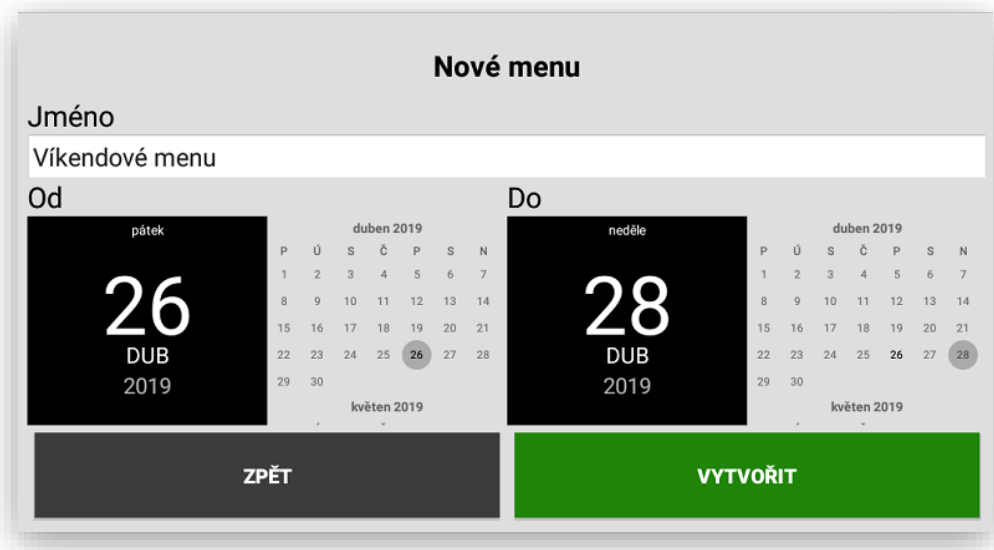 Nové menu
Jméno
Víkendové menu
Od
pátek
26
DUB
2019
duben 2019
P Ú S Č P S N
1 2 3 4 5 6 7
8 9 10 11 12 13 14
15 16 17 18 19 20 21
22 23 24 25 26 27 28
29 30
květen 2019
Do
neděle
28
DUB
2019
duben 2019
P Ú S Č P S N
1 2 3 4 5 6 7
8 9 10 11 12 13 14
15 16 17 18 19 20 21
22 23 24 25 26 27 28
29 30
květen 2019
ZPĚT
VYTVOŘIT